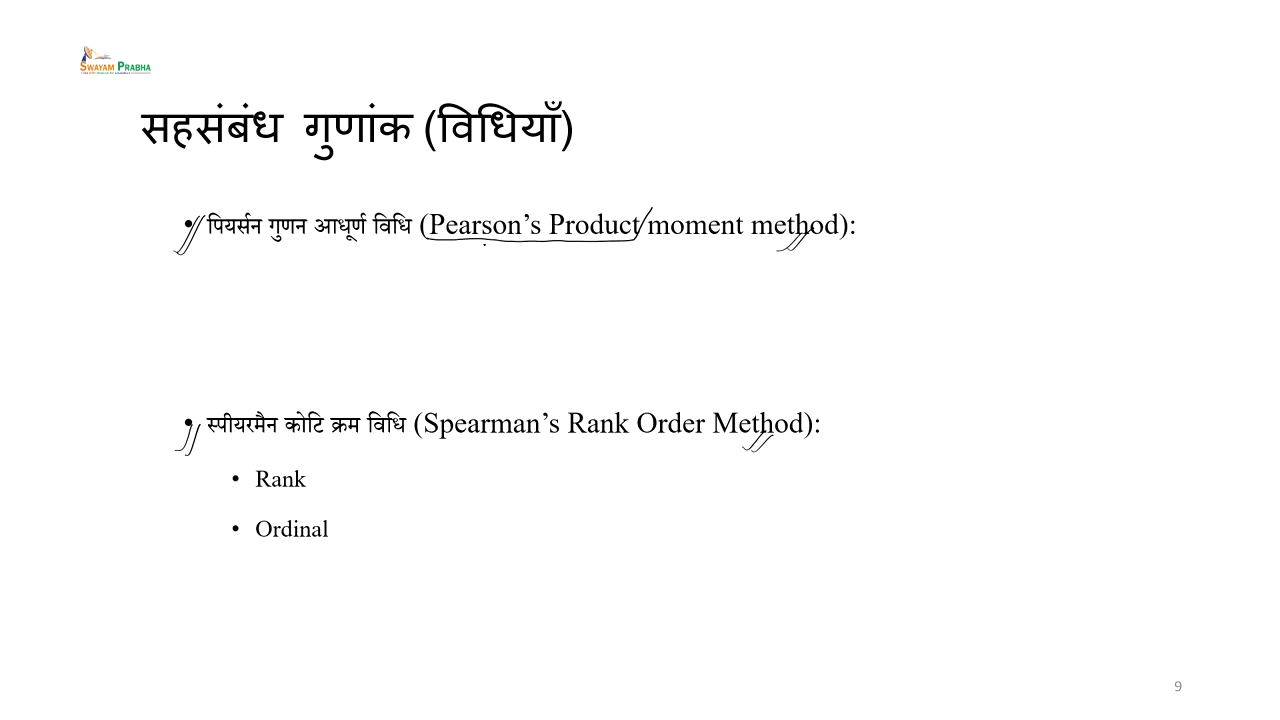 SWAYAM PRABHA
सहसंबंध गुणांक (विधियाँ)
• पियर्सन गुणन आधूर्ण विधि (Pearson’s Product/moment method):
• स्पीयरमैन कोटि क्रम विधि (Spearman’s Rank Order Method):
• Rank
• Ordinal
9